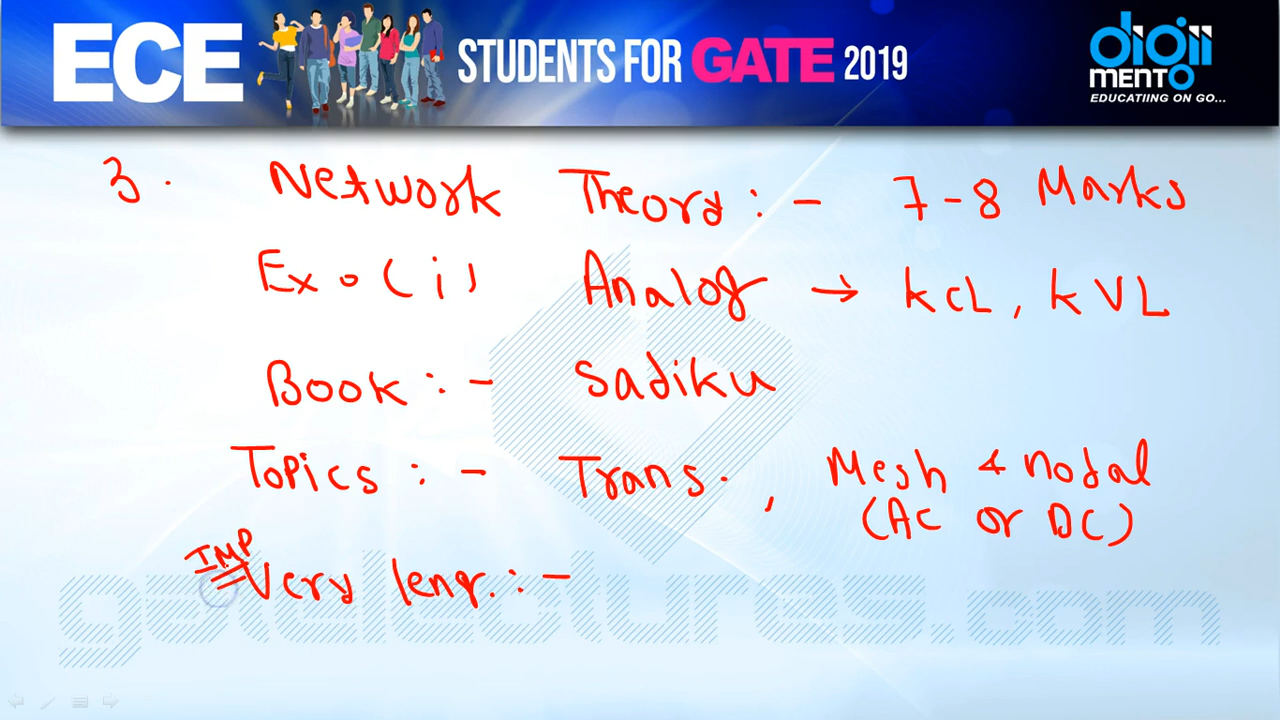 ECE STUDENTS FOR GATE 2019
digii
MENTO
EDUCATIING ON GO...
3. Network Theory :- 7-8 Marks
Ex. (i) Analog → KCL, KVL
Book :- Sadiku
Topics :- Trans. , Mesh & nodal
(AC or DC)
IMP
Very leng. :-
gatelectures.com